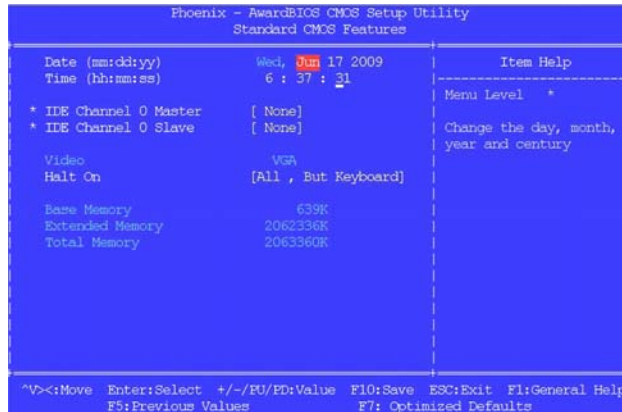 Phoenix - AwardBIOS CMOS Setup Utility
Standard CMOS Features
Date (mm:dd:yy) Wed, Jun 17 2009
Time (hh:mm:ss) 6 : 37 : 31
* IDE Channel 0 Master [ None]
* IDE Channel 0 Slave [ None]
Video VGA
Halt On [All , But Keyboard]
Base Memory 639K
Extended Memory 2062336K
Total Memory 2063360K
Item Help
Menu Level *
Change the day, month,
year and century
^V><:Move Enter:Select +/-/PU/PD:Value F10:Save ESC:Exit F1:General Help
F5:Previous Values F7: Optimized Defaults